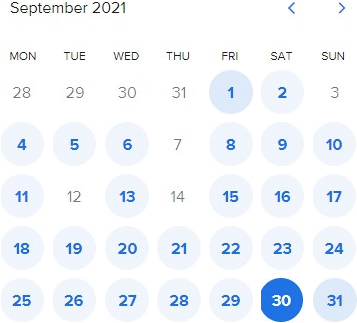 September 2021
MON TUE WED THU FRI SAT SUN
28 29 30 31 1 2 3
4 5 6 7 8 9 10
11 12 13 14 15 16 17
18 19 20 21 22 23 24
25 26 27 28 29 30 31